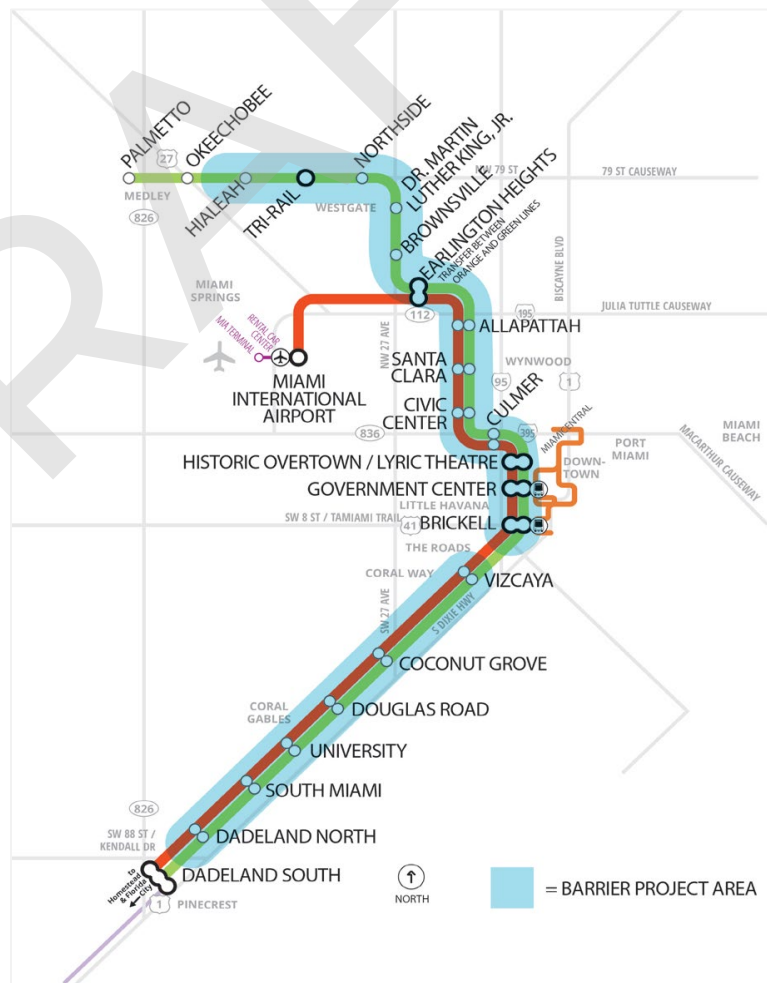 PALMETTO
OKEECHOBEE
27
MEDLEY
826
HIALEAH
TRI-RAIL
NORTHSIDE
WESTGATE
DR. MARTIN
LUTHER KING, JR.
NW 79 ST
79 ST CAUSEWAY
BROWNSVILLE
EARLINGTON HEIGHTS
TRANSFER BETWEEN
ORANGE AND GREEN LINES
BISCAYNE BLVD
MIAMI
SPRINGS
112
195
JULIA TUTTLE CAUSEWAY
RENTAL CAR
CENTER
MIA TERMINAL
NW 27 AVE
ALLAPATTAH
MIAMI
INTERNATIONAL
AIRPORT
SANTA
CLARA
WYNWOOD
95
1
CIVIC
CENTER
CULMER
836
395
MIAMICENTRAL
MIAMI
BEACH
PORT
MIAMI
MACARTHUR CAUSEWAY
HISTORIC OVERTOWN / LYRIC THEATRE
DOWN-
TOWN
GOVERNMENT CENTER
LITTLE HAVANA
SW 8 ST / TAMIAMI TRAIL
41
BRICKELL
THE ROADS
CORAL WAY
VIZCAYA
SW 27 AVE
S DIXIE HWY
COCONUT GROVE
CORAL
GABLES
DOUGLAS ROAD
UNIVERSITY
SOUTH MIAMI
826
SW 88 ST /
KENDALL DR
DADELAND NORTH
DADELAND SOUTH
to
Homestead
& Florida
City
1
PINECREST
NORTH
= BARRIER PROJECT AREA